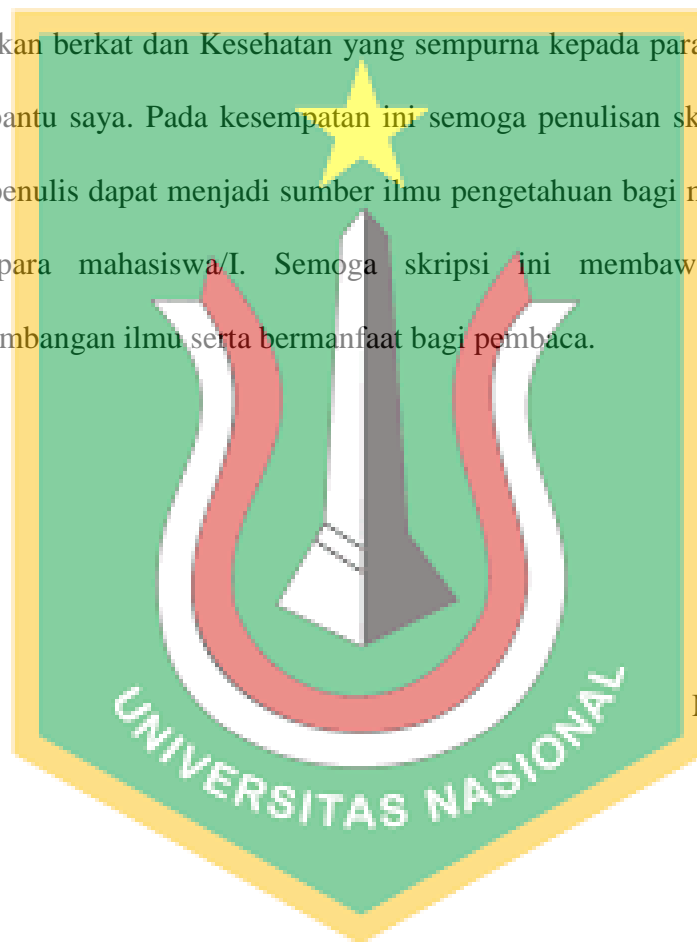 kan berkat dan Kesehatan yang sempurna kepada para
bantu saya. Pada kesempatan ini semoga penulisan sk
penulis dapat menjadi sumber ilmu pengetahuan bagi
para mahasiswa/I. Semoga skripsi ini membaw
mbangan ilmu serta bermanfaat bagi pembaca.
UNIVERSITAS NASIONAL